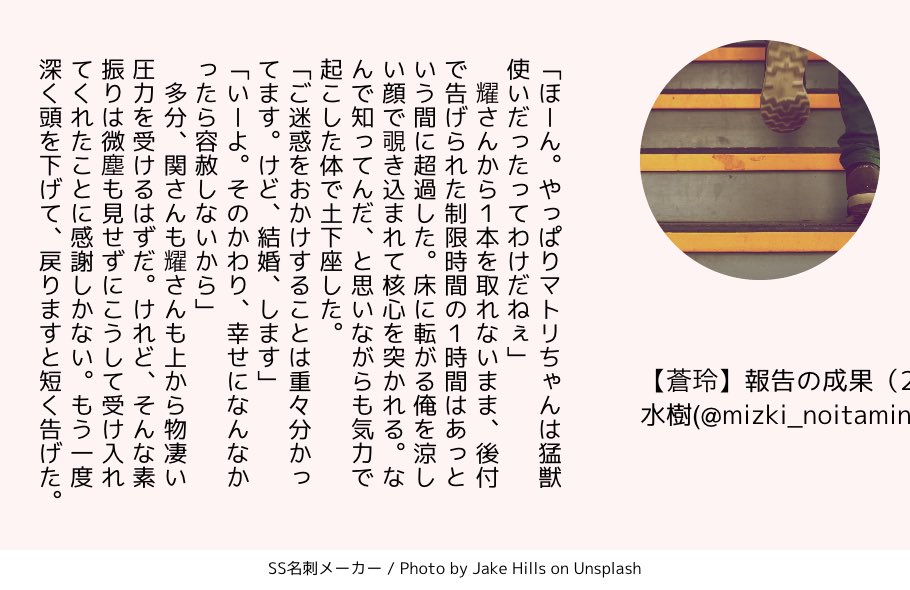 「ほーん。やっぱりマトリちゃんは猛獣
使いだったってわけだねぇ」
　耀さんから１本を取れないまま、後付
で告げられた制限時間の１時間はあっと
いう間に超過した。床に転がる俺を涼し
い顔で覗き込まれて核心を突かれる。な
んで知ってんだ、と思いながらも気力で
起こした体で土下座した。
「ご迷惑をおかけすることは重々分かっ
てます。けど、結婚、します」
「いーよ。そのかわり、幸せになんなか
ったら容赦しないから」
　多分、関さんも耀さんも上から物凄い
圧力を受けるはずだ。けれど、そんな素
振りは微塵も見せずにこうして受け入れ
てくれたことに感謝しかない。もう一度
深く頭を下げて、戻りますと短く告げた。
【蒼玲】報告の成果（2
水樹(@mizki_noitamin
SS名刺メーカー / Photo by Jake Hills on Unsplash